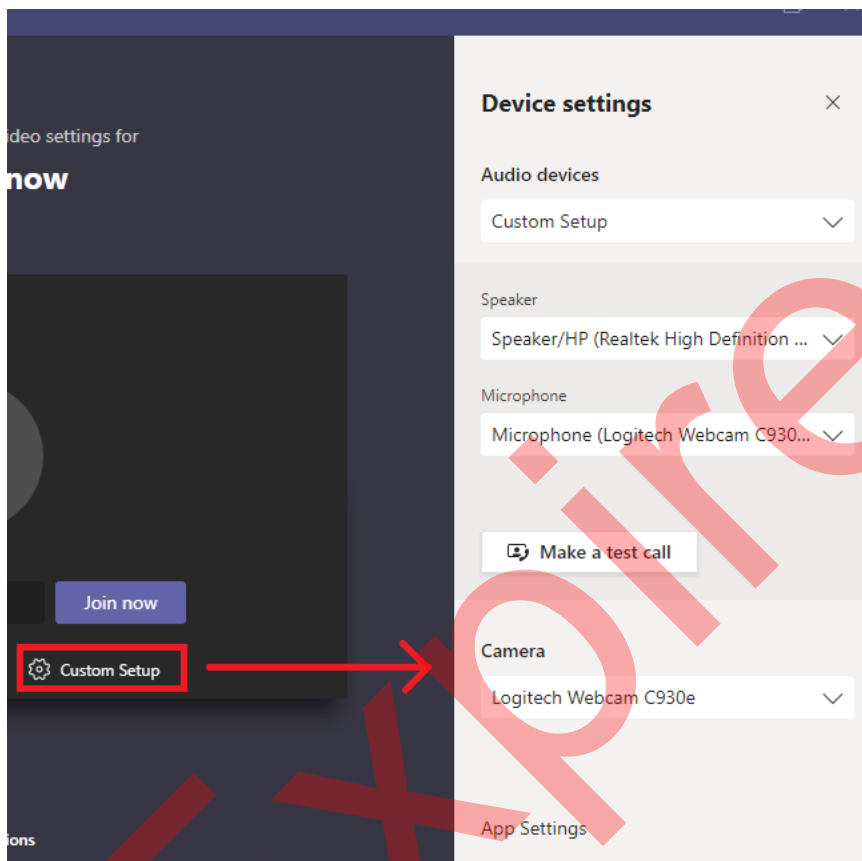 ideo settings for
now
Join now
Custom Setup
ions
Device settings
Audio devices
Custom Setup
Speaker
Speaker/HP (Realtek High Definition ...
Microphone
Microphone (Logitech Webcam C930...
Make a test call
Camera
Logitech Webcam C930e
App Settings
xpire